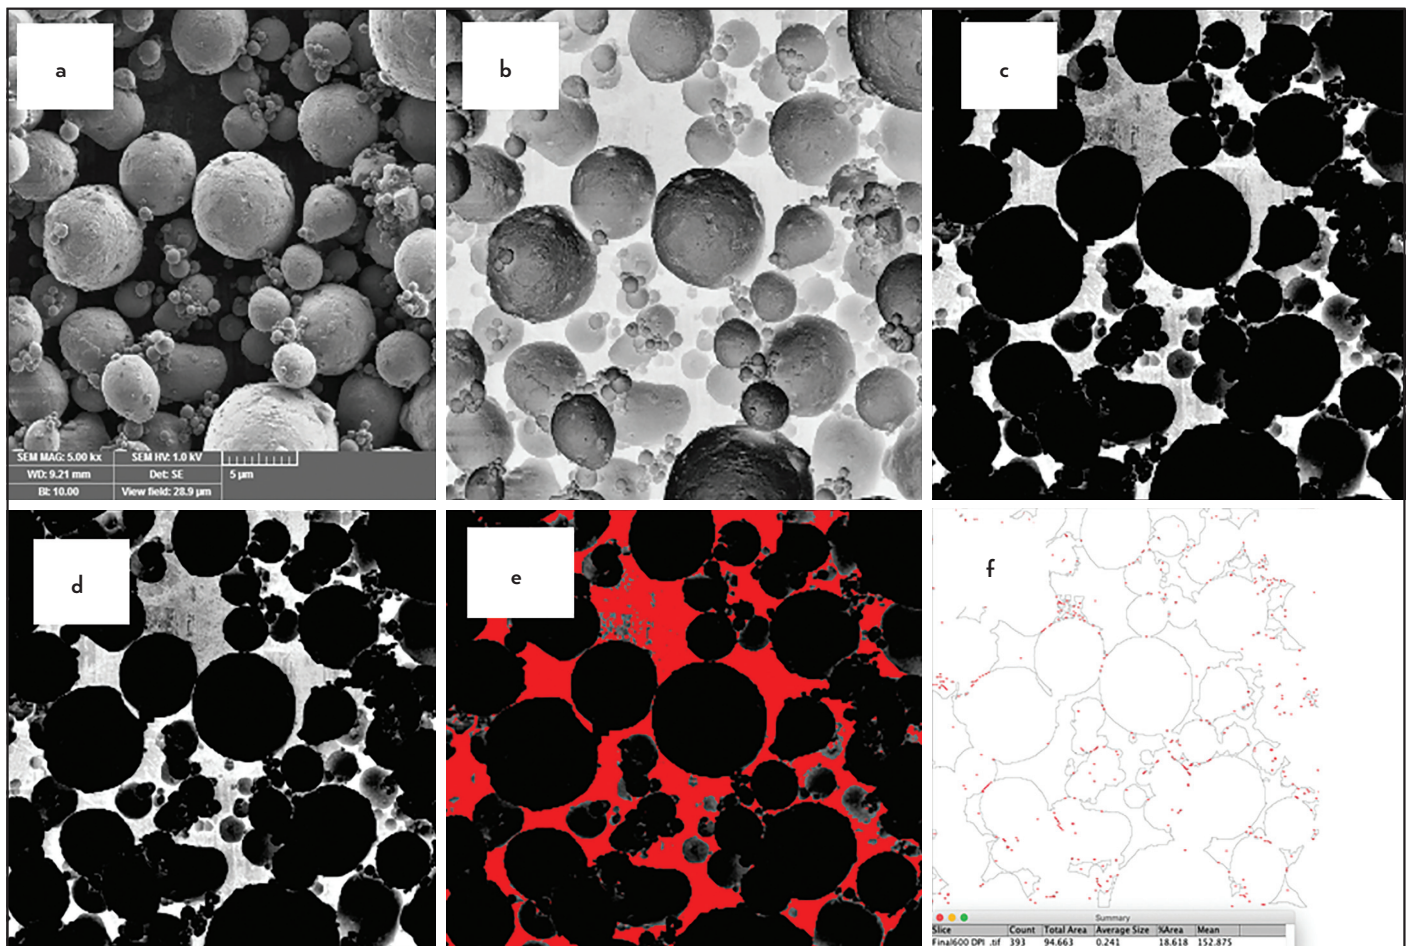 a
b
c
SEM MAG: 5.00 kx SEM HV: 1.0 kV
WD: 9.21 mm Det: SE 5 µm
BI: 10.00 View field: 28.9 µm
d
e
f
Summary
Slice Count Total Area Average Size %Area Mean
Final600 DPI .tif 393 94.663 0.241 18.618 152.875